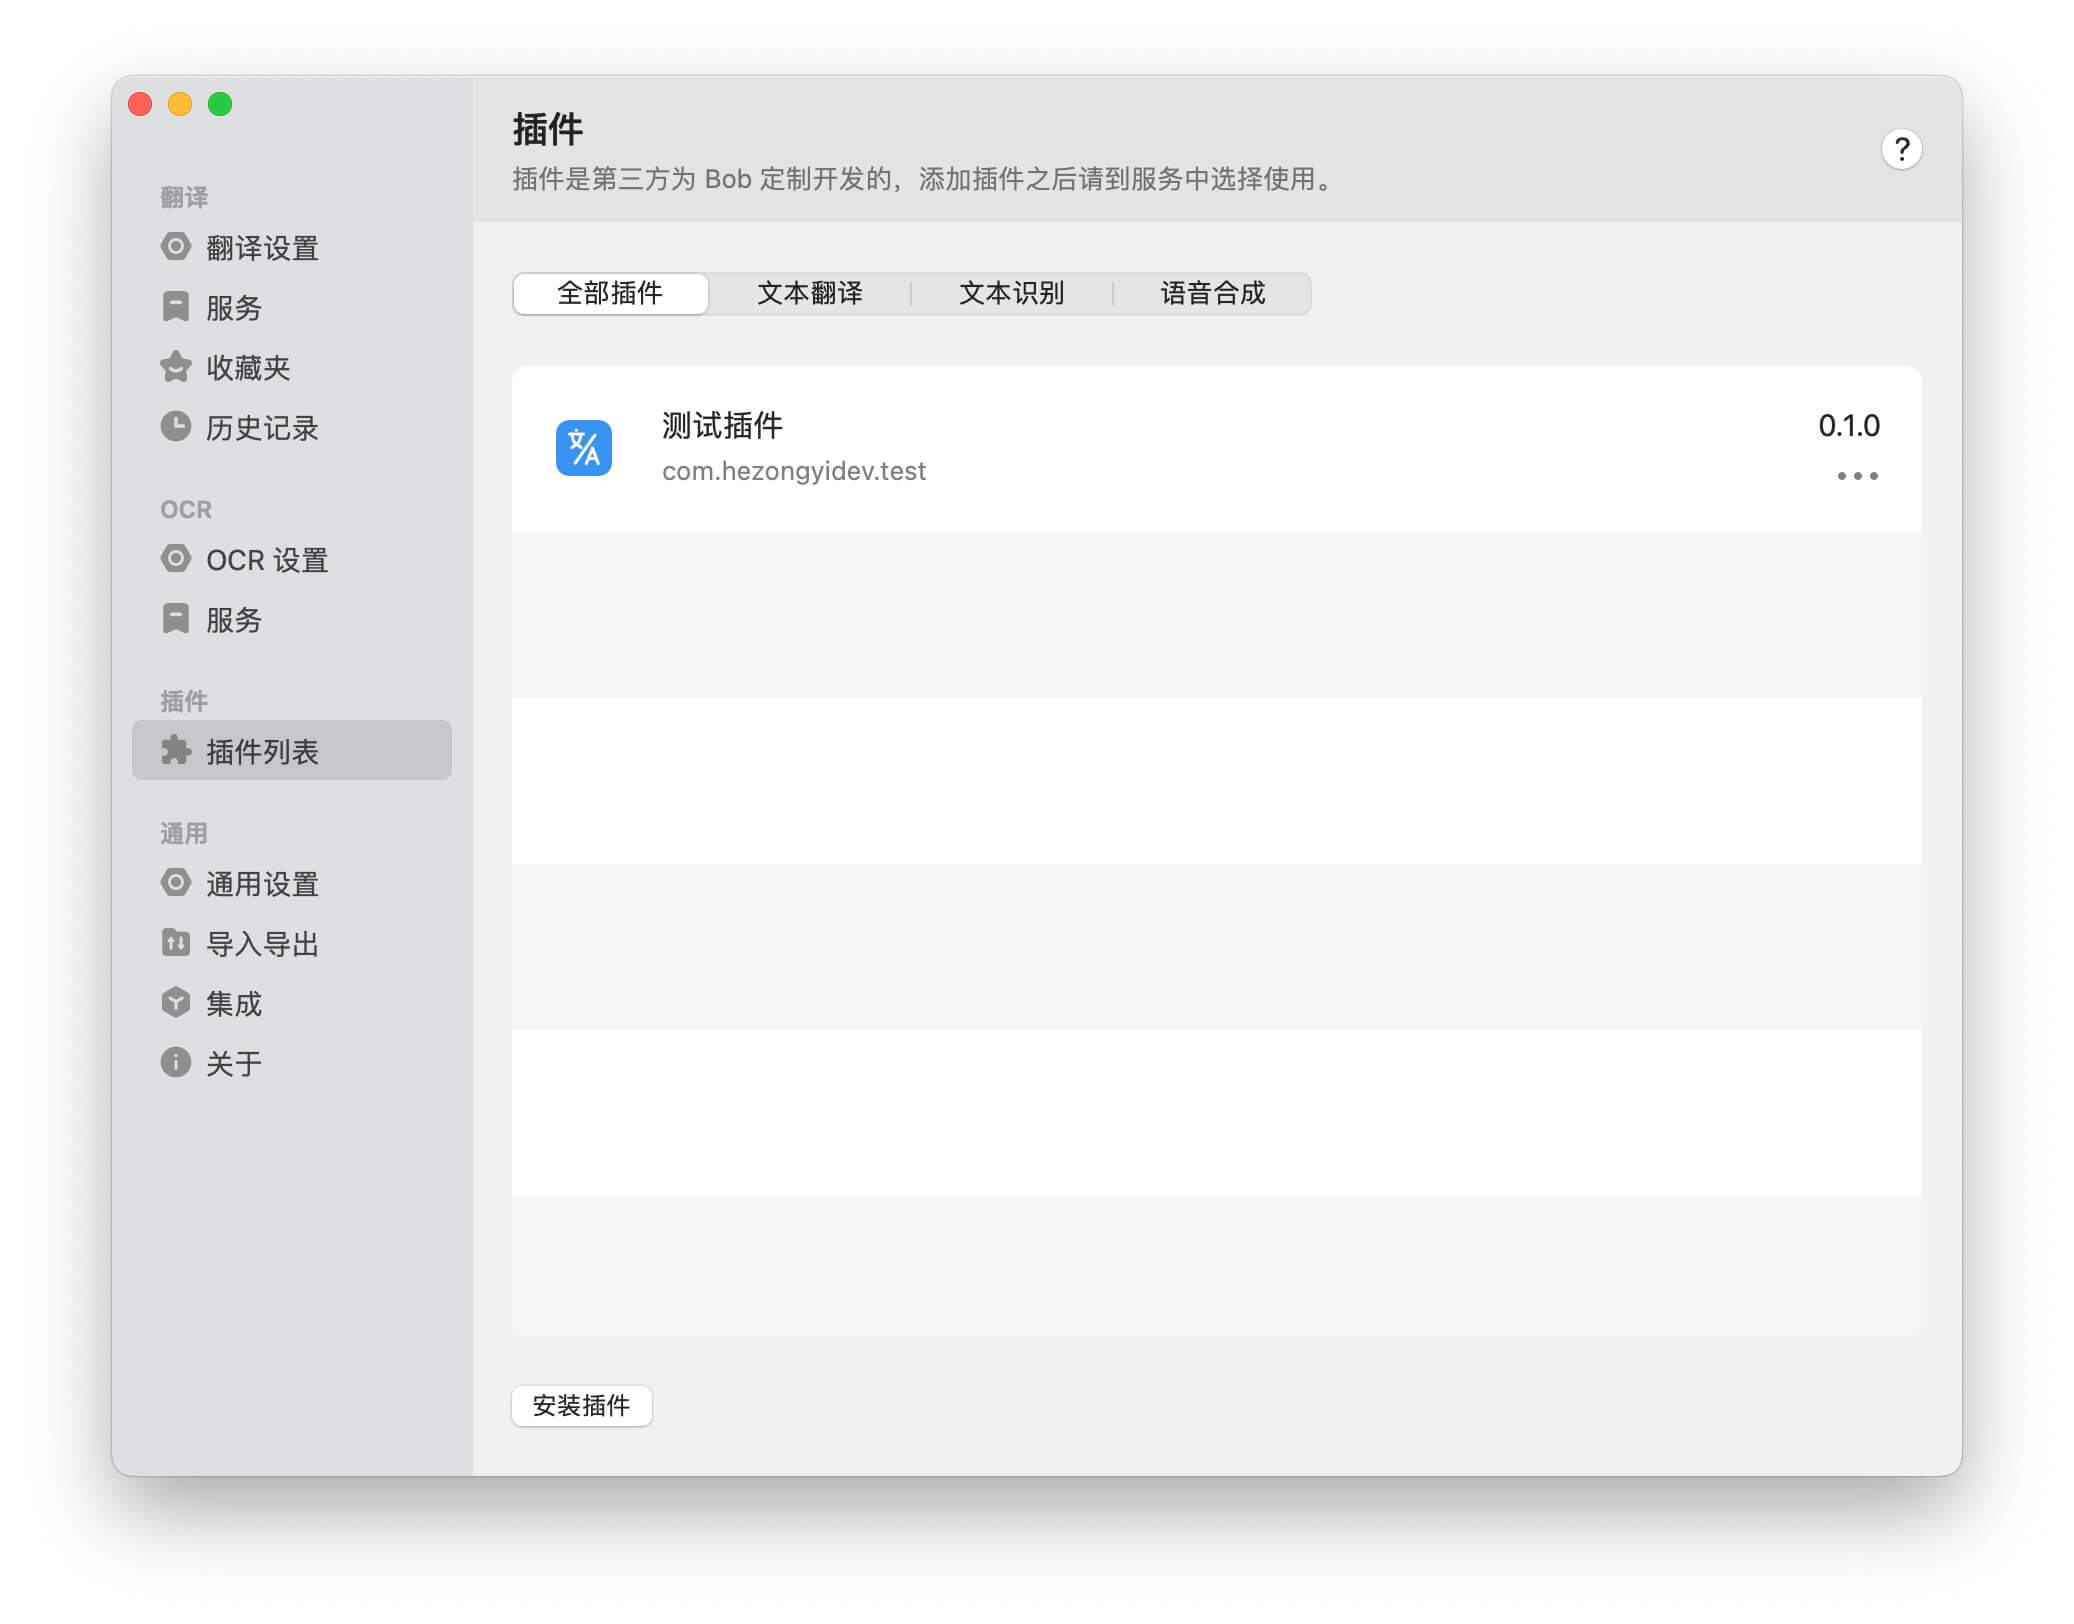 翻译
翻译设置
服务
收藏夹
历史记录
OCR
OCR 设置
服务
插件
插件列表
通用
通用设置
导入导出
集成
关于
插件
插件是第三方为 Bob 定制开发的，添加插件之后请到服务中选择使用。
?
全部插件 文本翻译 文本识别 语音合成
测试插件 0.1.0
com.hezongyidev.test
安装插件